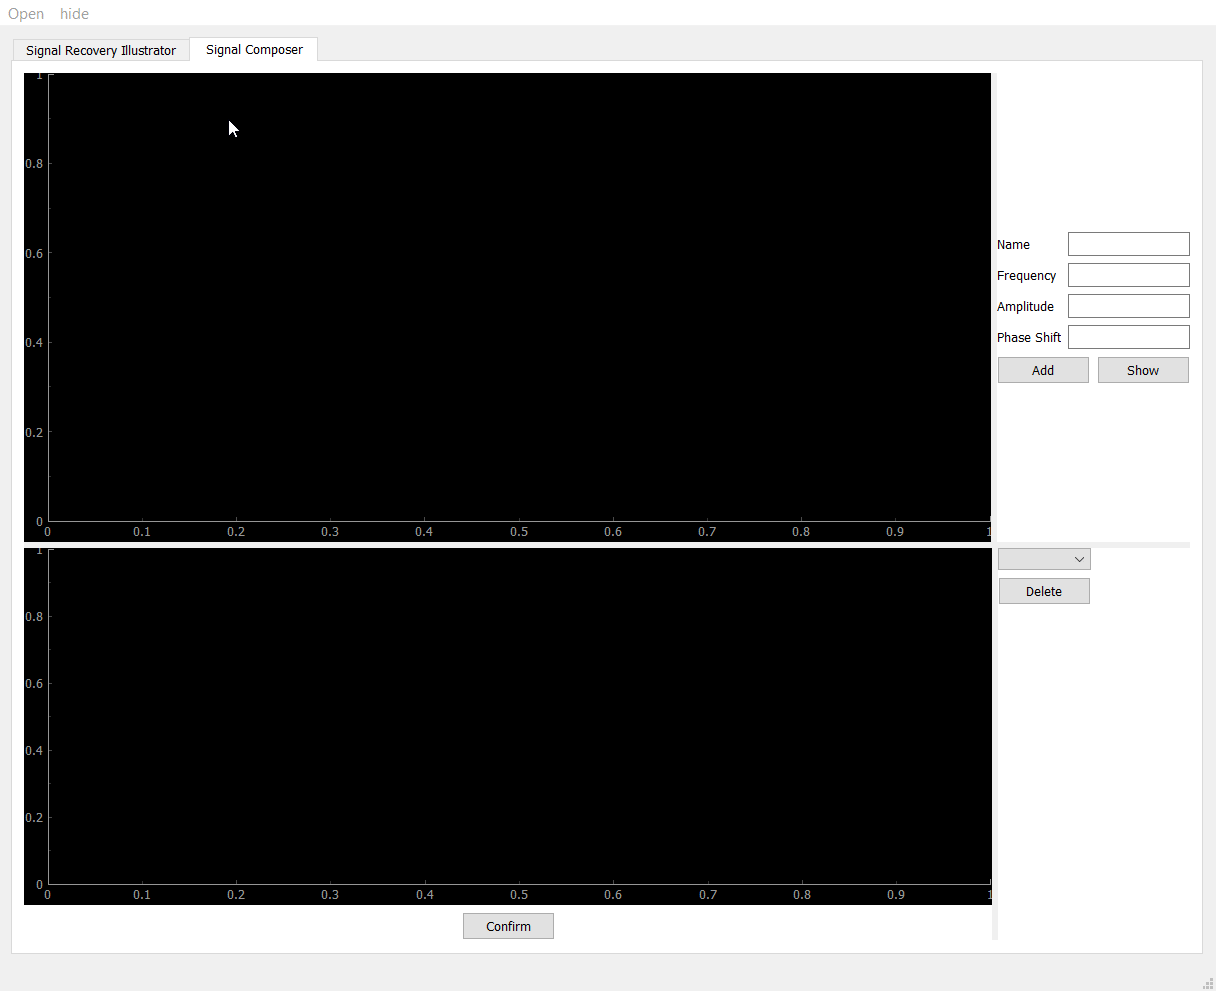 Open hide
Signal Recovery Illustrator Signal Composer
1
0.8
0.6
0.4
0.2
0
0 0.1 0.2 0.3 0.4 0.5 0.6 0.7 0.8 0.9 1
Name
Frequency
Amplitude
Phase Shift
Add Show
1
0.8
0.6
0.4
0.2
0
0 0.1 0.2 0.3 0.4 0.5 0.6 0.7 0.8 0.9 1
Delete
Confirm